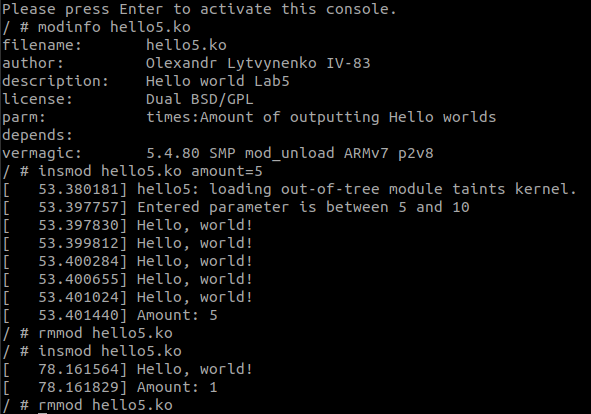 Please press Enter to activate this console.
/ # modinfo hello5.ko
filename:       hello5.ko
author:         Olexandr Lytvynenko IV-83
description:    Hello world Lab5
license:        Dual BSD/GPL
parm:           times:Amount of outputting Hello worlds
depends:
vermagic:       5.4.80 SMP mod_unload ARMv7 p2v8
/ # insmod hello5.ko amount=5
[   53.380181] hello5: loading out-of-tree module taints kernel.
[   53.397757] Entered parameter is between 5 and 10
[   53.397830] Hello, world!
[   53.399812] Hello, world!
[   53.400284] Hello, world!
[   53.400655] Hello, world!
[   53.401024] Hello, world!
[   53.401440] Amount: 5
/ # rmmod hello5.ko
/ # insmod hello5.ko
[   78.161564] Hello, world!
[   78.161829] Amount: 1
/ # rmmod hello5.ko